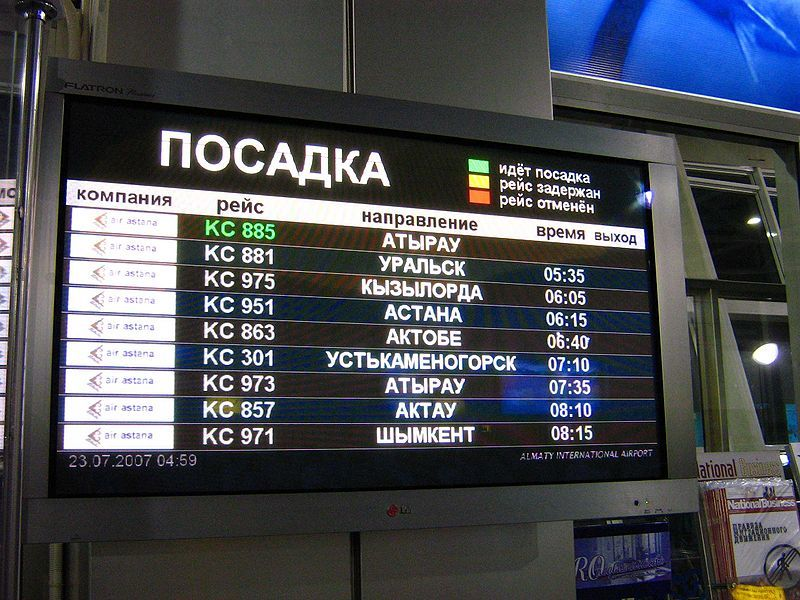 FLATRON
ПОСАДКА
идёт посадка
рейс задержан
рейс отменён
компания рейс направление время выход
air astana KC 885 АТЫРАУ
air astana KC 881 УРАЛЬСК 05:35
air astana KC 975 КЫЗЫЛОРДА 06:05
air astana KC 951 АСТАНА 06:15
air astana KC 863 АКТОБЕ 06:40
air astana KC 301 УСТЬКАМЕНОГОРСК 07:10
air astana KC 973 АТЫРАУ 07:35
air astana KC 857 АКТАУ 08:10
air astana KC 971 ШЫМКЕНТ 08:15
23.07.2007 04:59 ALMATY INTERNATIONAL AIRPORT
LG
National Business
National Business
ПРАВИЛА
ДВИЖЕНИЯ